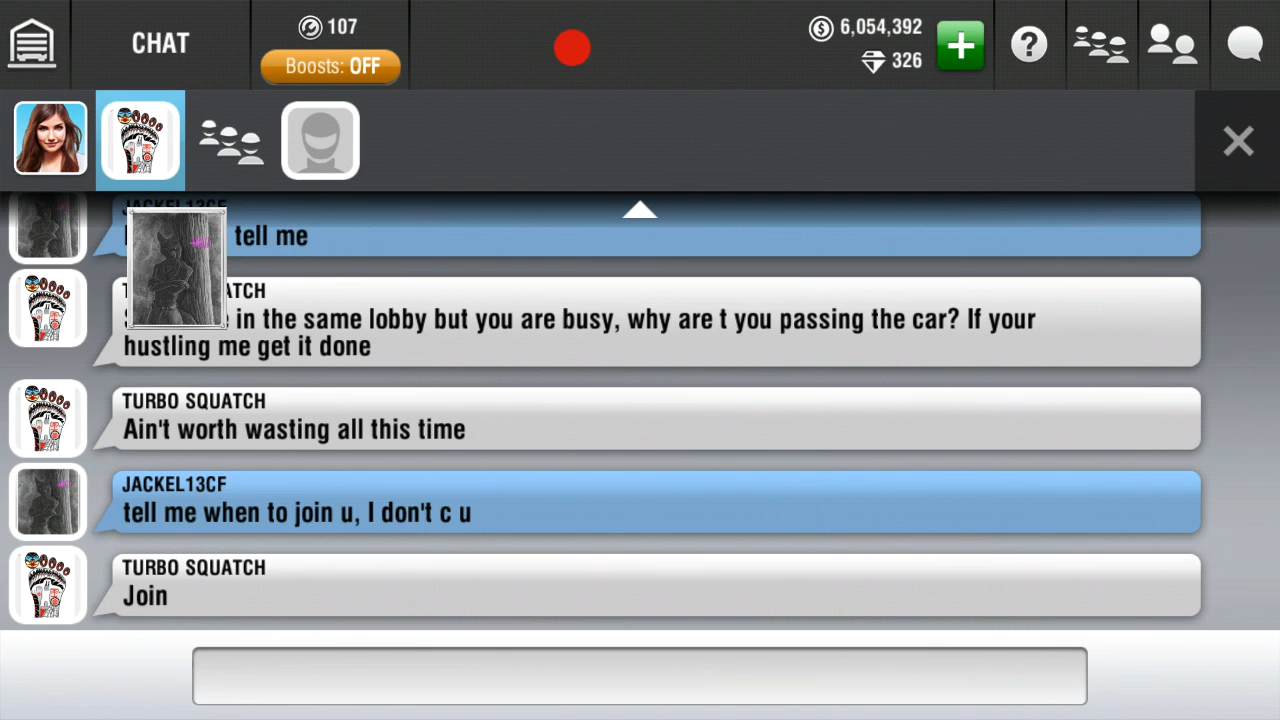 CHAT
107
Boosts: OFF
6,054,392
326
JACKEL13CF
tell me
in the same lobby but you are busy, why are t you passing the car? If your
hustling me get it done
TURBO SQUATCH
Ain't worth wasting all this time
JACKEL13CF
tell me when to join u, I don't c u
TURBO SQUATCH
Join